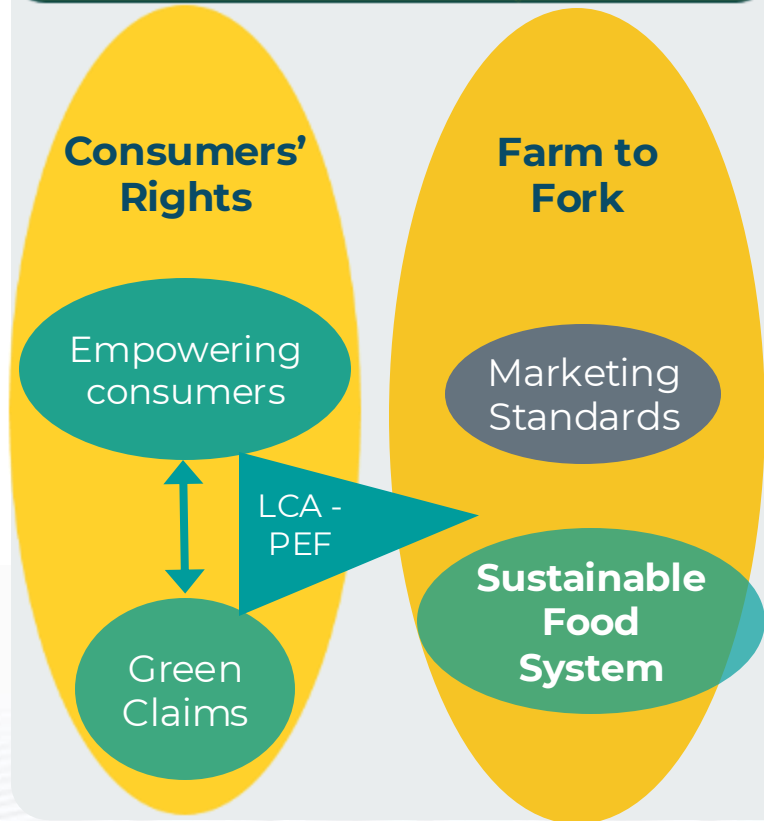 Consumers’
Rights
Empowering
consumers
LCA -
PEF
Green
Claims
Farm to
Fork
Marketing
Standards
Sustainable
Food
System